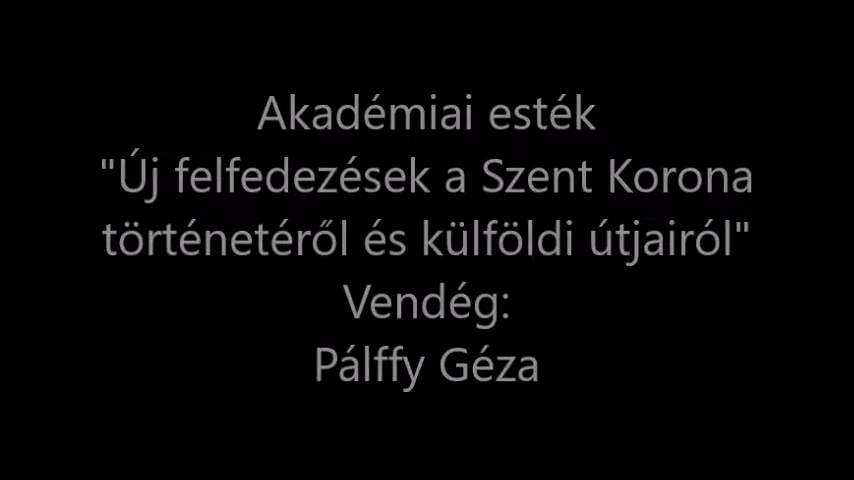 Akadémiai esték
"Új felfedezések a Szent Korona
történetéről és külföldi útjairól"
Vendég:
Pálffy Géza